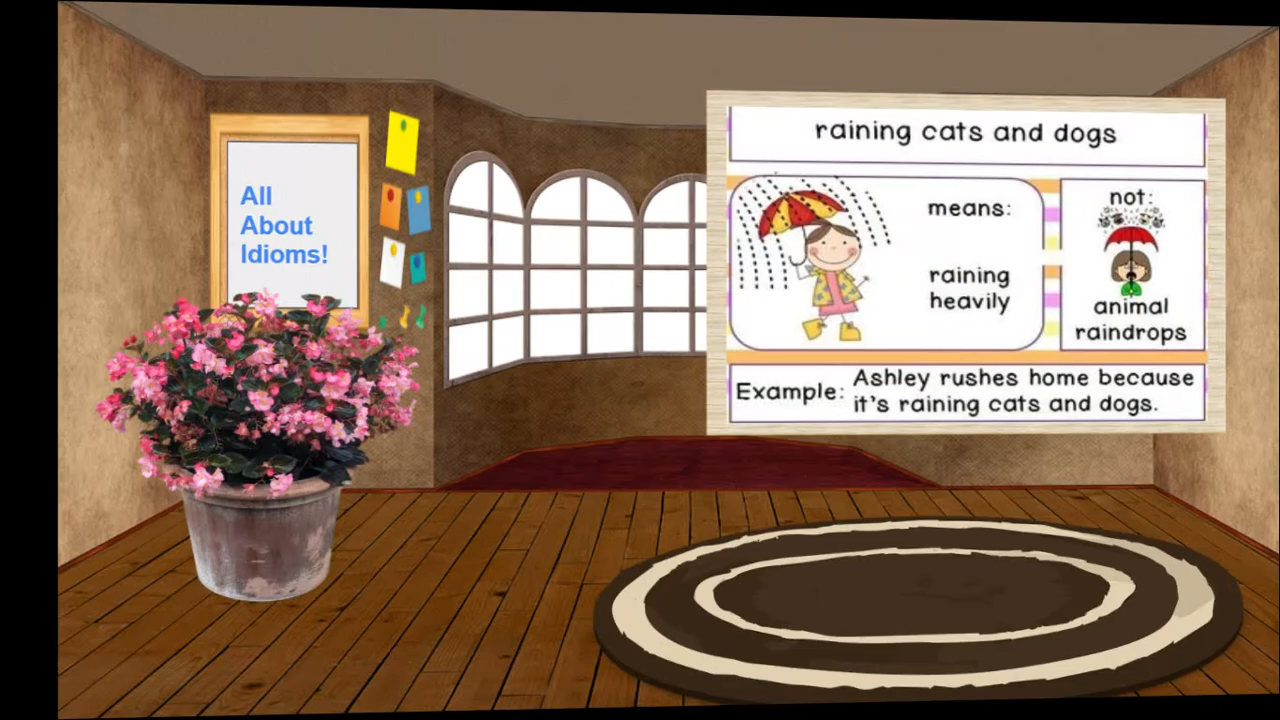 All
About
Idioms!
raining cats and dogs
means:
raining
heavily
not:
animal
raindrops
Example: Ashley rushes home because
it's raining cats and dogs.